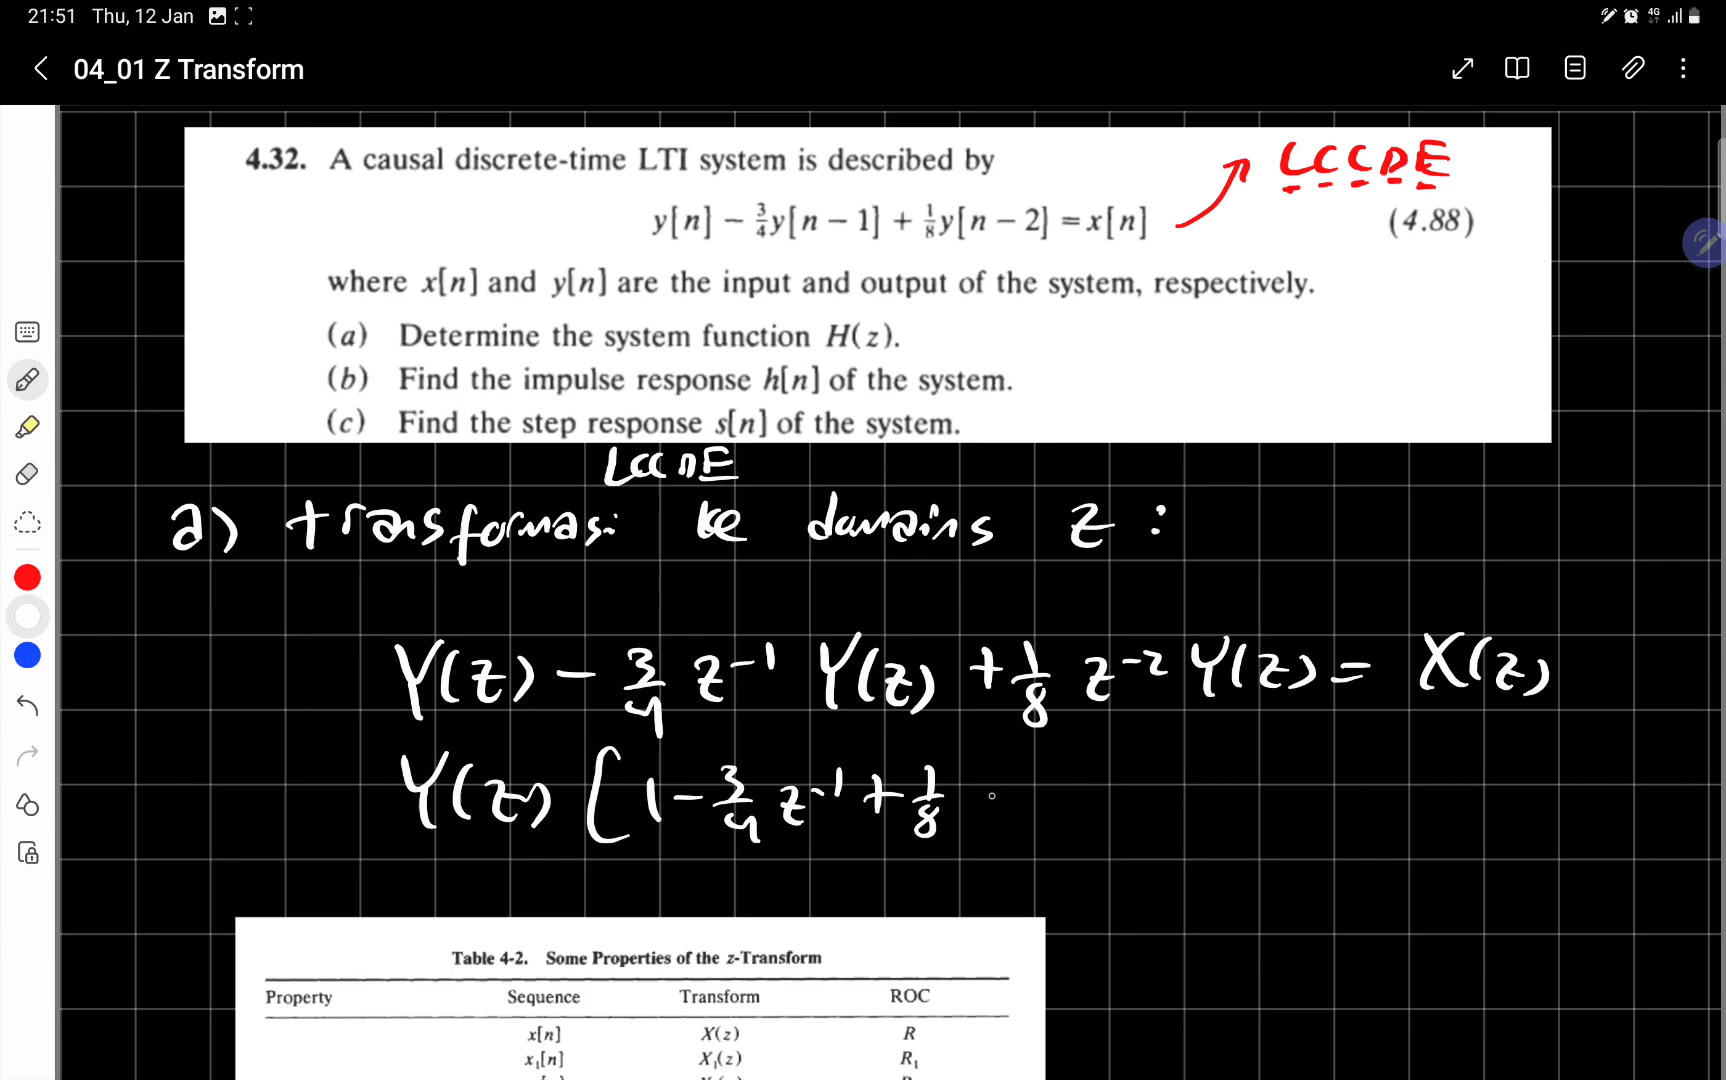 21:51 Thu, 12 Jan
4G
04_01 Z Transform
4.32. A causal discrete-time LTI system is described by
LCCDE
y[n] − 3/4 y[n − 1] + 1/8 y[n − 2] = x[n] (4.88)
where x[n] and y[n] are the input and output of the system, respectively.
(a) Determine the system function H(z).
(b) Find the impulse response h[n] of the system.
(c) Find the step response s[n] of the system.
LCCDE
a) transformasi ke domain z :
Y(z) − 3/4 z⁻¹ Y(z) + 1/8 z⁻² Y(z) = X(z)
Y(z) [ 1 − 3/4 z⁻¹ + 1/8
Table 4-2. Some Properties of the z-Transform
Property Sequence Transform ROC
x[n] X(z) R
x₁[n] X₁(z) R₁